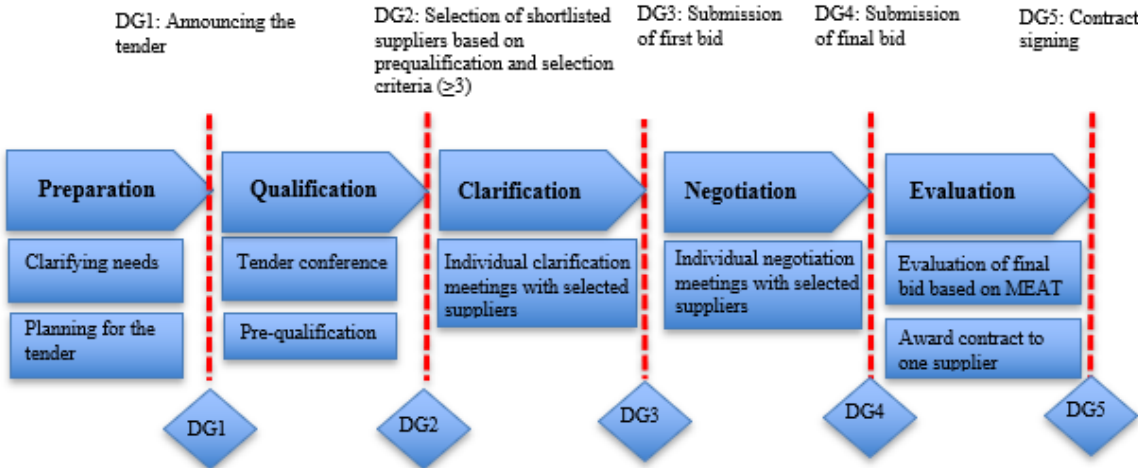 DG1: Announcing the
tender
DG2: Selection of shortlisted
suppliers based on
prequalification and selection
criteria (≥3)
DG3: Submission
of first bid
DG4: Submission
of final bid
DG5: Contract
signing
Preparation
Qualification
Clarification
Negotiation
Evaluation
Clarifying needs
Planning for the
tender
Tender conference
Pre-qualification
Individual clarification
meetings with selected
suppliers
Individual negotiation
meetings with selected
suppliers
Evaluation of final
bid based on MEAT
Award contract to
one supplier
DG1
DG2
DG3
DG4
DG5